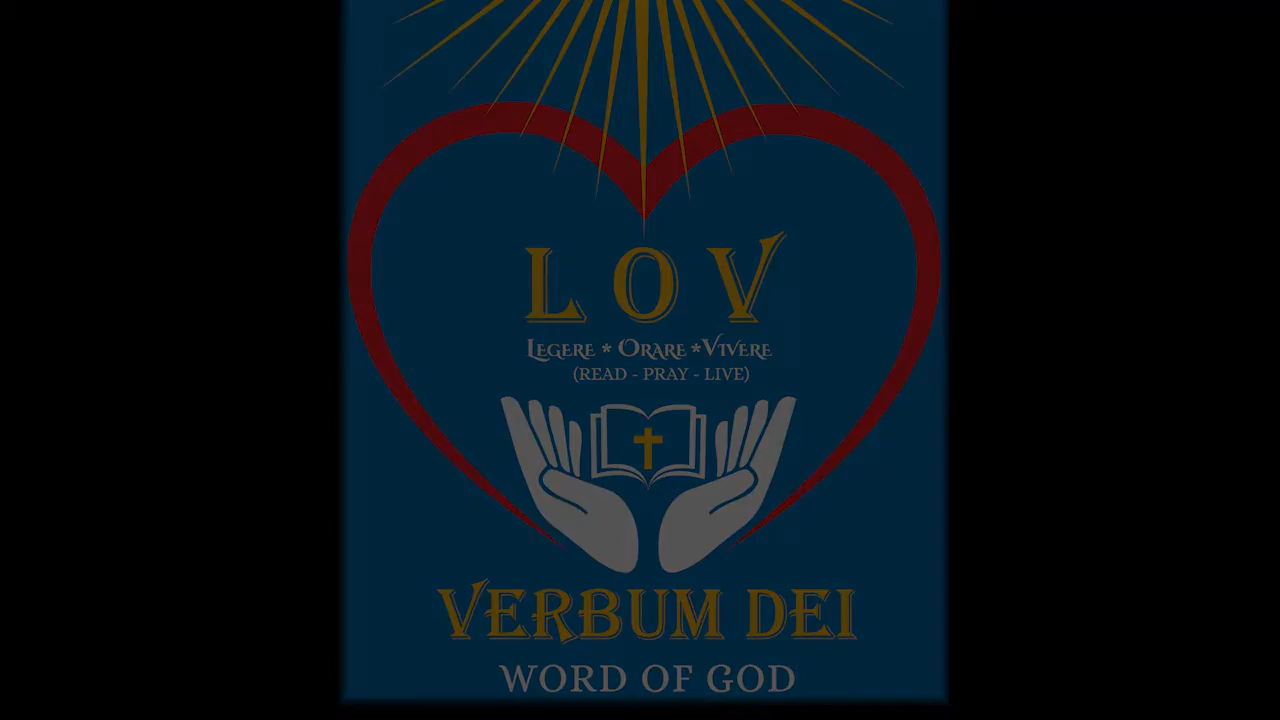 L O V
Legere * Orare *Vivere
(READ - PRAY - LIVE)
VERBUM DEI
WORD OF GOD